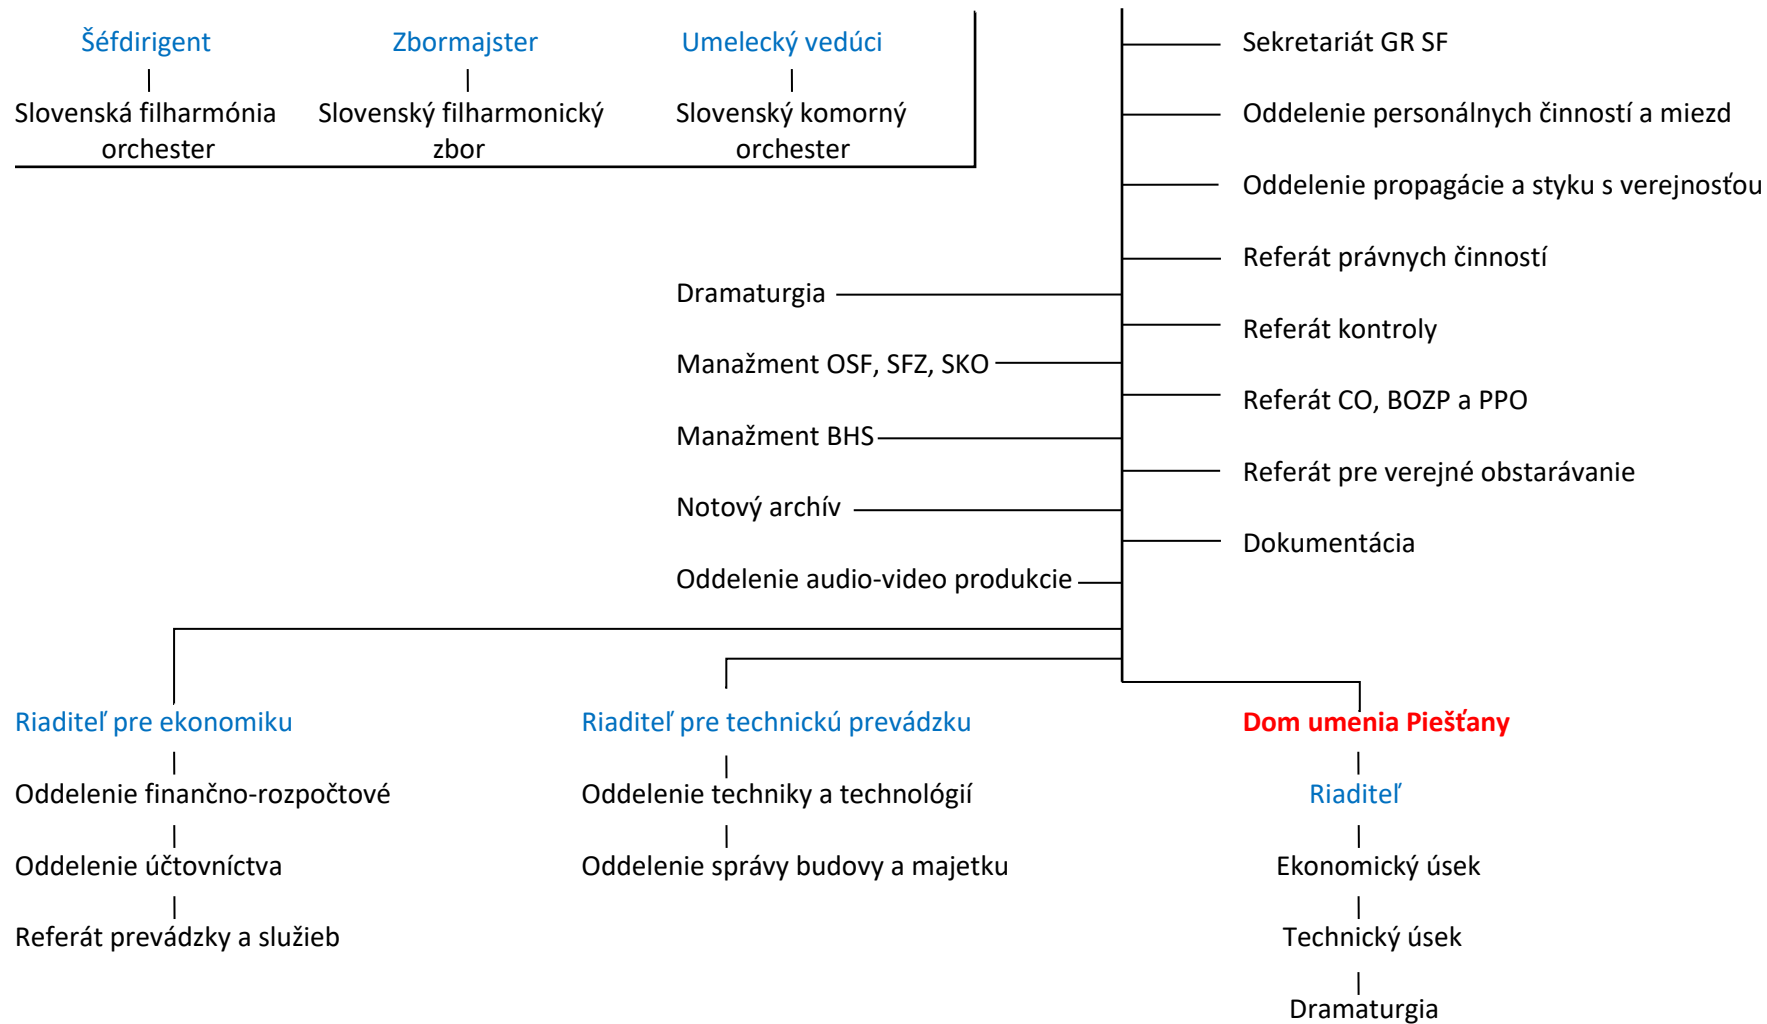 Šéfdirigent
Zbormajster
Umelecký vedúci
Slovenská filharmónia
orchester
Slovenský filharmonický
zbor
Slovenský komorný
orchester
Sekretariát GR SF
Oddelenie personálnych činností a miezd
Oddelenie propagácie a styku s verejnosťou
Referát právnych činností
Referát kontroly
Referát CO, BOZP a PPO
Referát pre verejné obstarávanie
Dokumentácia
Dramaturgia
Manažment OSF, SFZ, SKO
Manažment BHS
Notový archív
Oddelenie audio-video produkcie
Riaditeľ pre ekonomiku
Oddelenie finančno-rozpočtové
Oddelenie účtovníctva
Referát prevádzky a služieb
Riaditeľ pre technickú prevádzku
Oddelenie techniky a technológií
Oddelenie správy budovy a majetku
Dom umenia Piešťany
Riaditeľ
Ekonomický úsek
Technický úsek
Dramaturgia